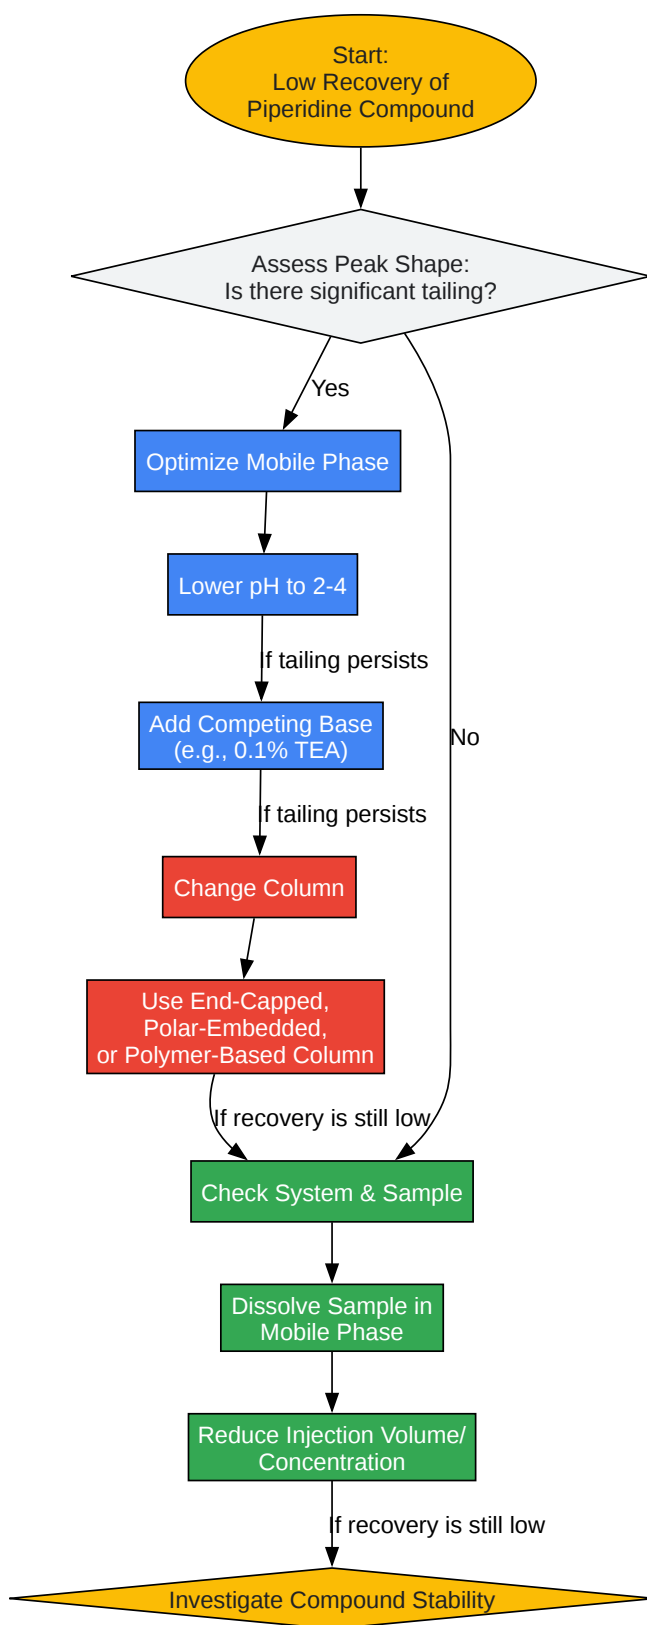 Start:
Low Recovery of
Piperidine Compound
Assess Peak Shape:
Is there significant tailing?
Yes
Optimize Mobile Phase
Lower pH to 2-4
If tailing persists
Add Competing Base
(e.g., 0.1% TEA)
No
If tailing persists
Change Column
Use End-Capped,
Polar-Embedded,
or Polymer-Based Column
If recovery is still low
Check System & Sample
Dissolve Sample in
Mobile Phase
Reduce Injection Volume/
Concentration
If recovery is still low
Investigate Compound Stability